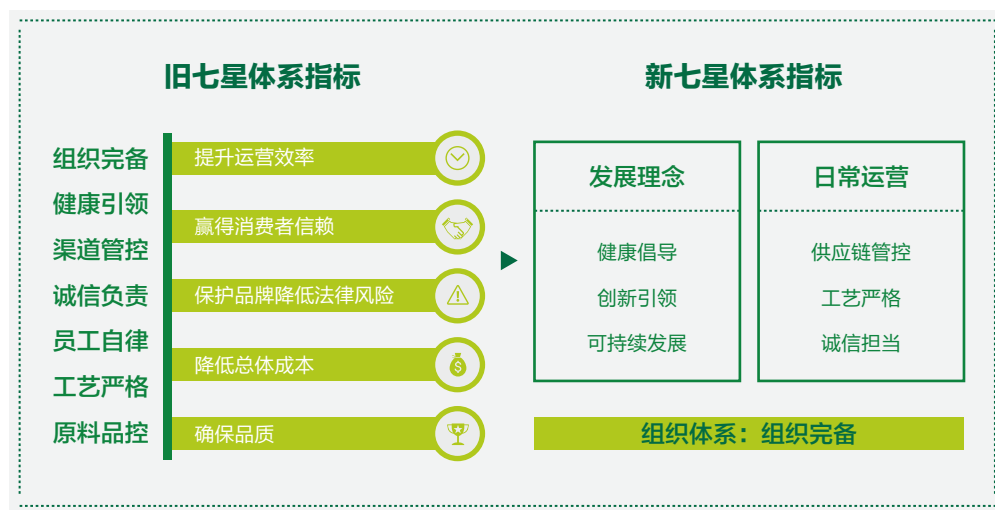 旧七星体系指标
组织完备
健康引领
渠道管控
诚信负责
员工自律
工艺严格
原料品控
提升运营效率
赢得消费者信赖
保护品牌降低法律风险
降低总体成本
$
确保品质
新七星体系指标
发展理念
健康倡导
创新引领
可持续发展
日常运营
供应链管控
工艺严格
诚信担当
组织体系：组织完备